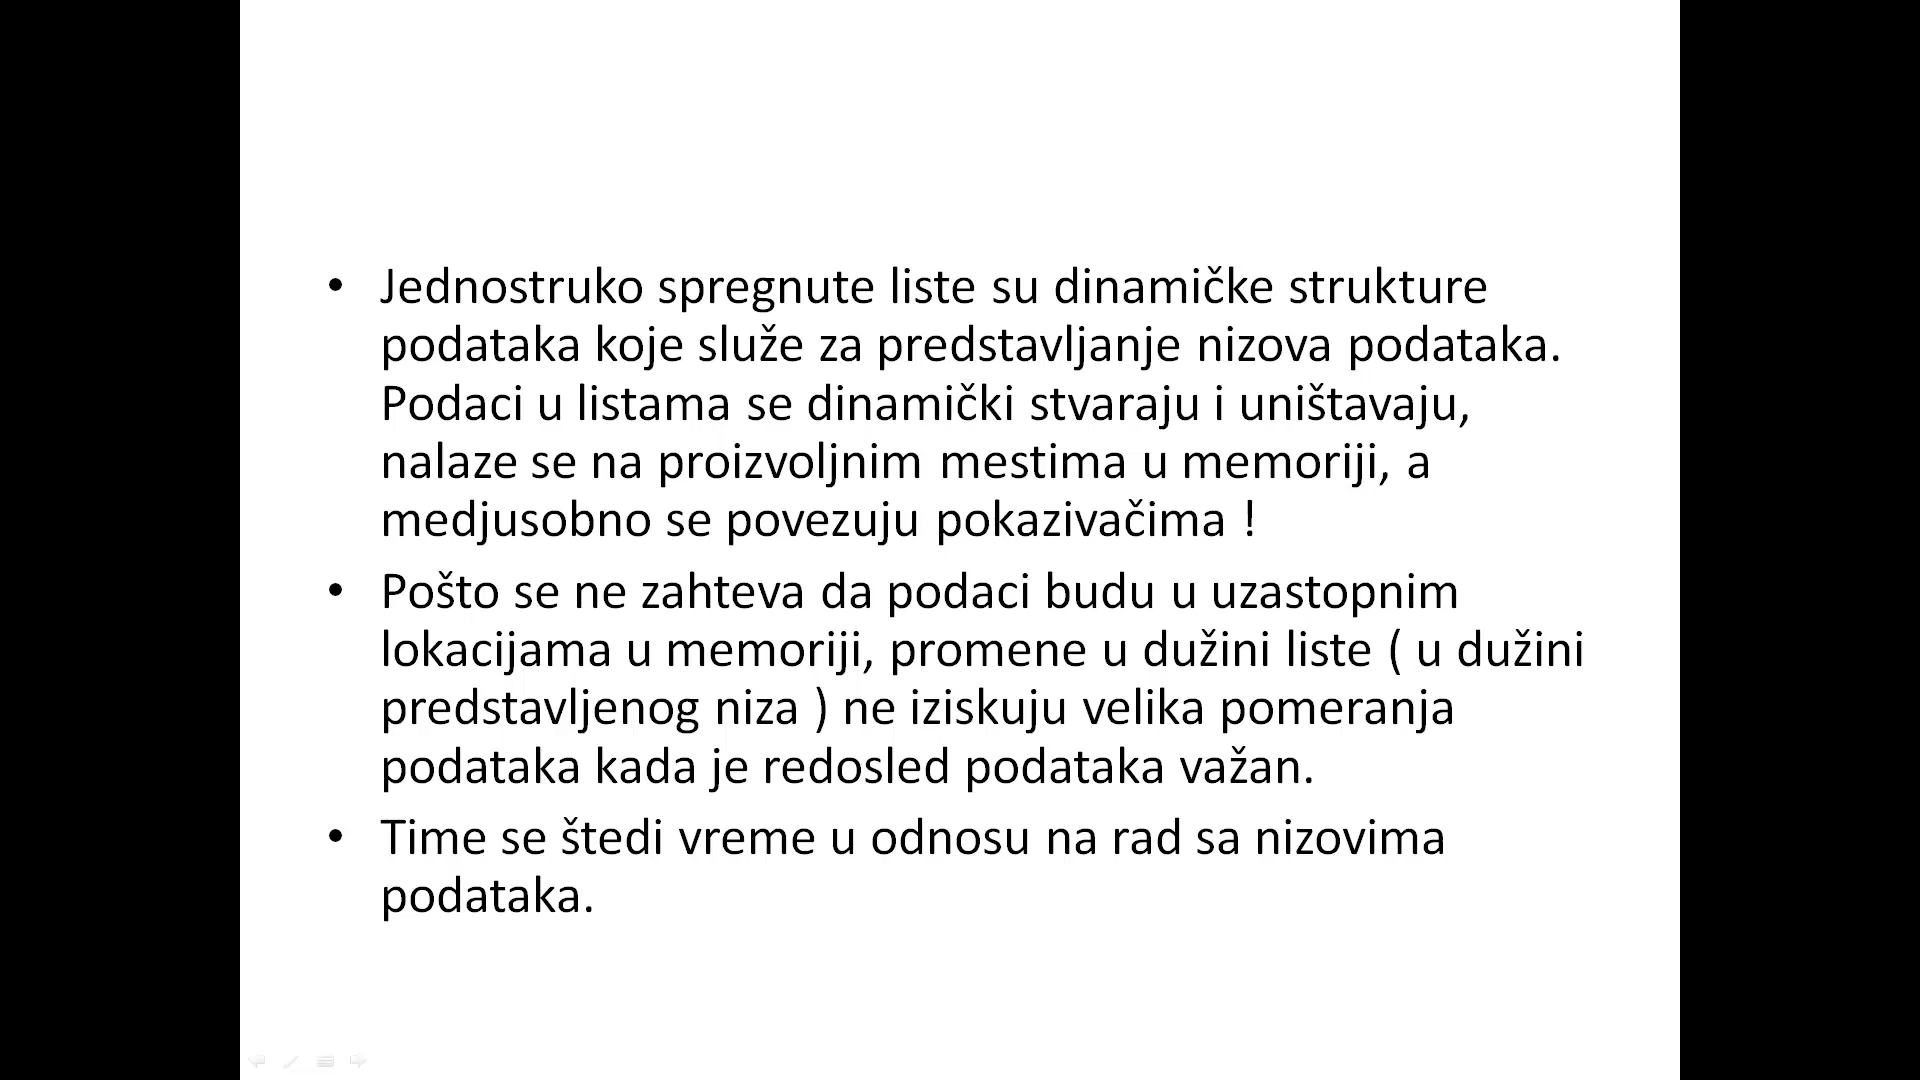 • Jednostruko spregnute liste su dinamičke strukture
podataka koje služe za predstavljanje nizova podataka.
Podaci u listama se dinamički stvaraju i uništavaju,
nalaze se na proizvoljnim mestima u memoriji, a
medjusobno se povezuju pokazivačima !
• Pošto se ne zahteva da podaci budu u uzastopnim
lokacijama u memoriji, promene u dužini liste ( u dužini
predstavljenog niza ) ne iziskuju velika pomeranja
podataka kada je redosled podataka važan.
• Time se štedi vreme u odnosu na rad sa nizovima
podataka.